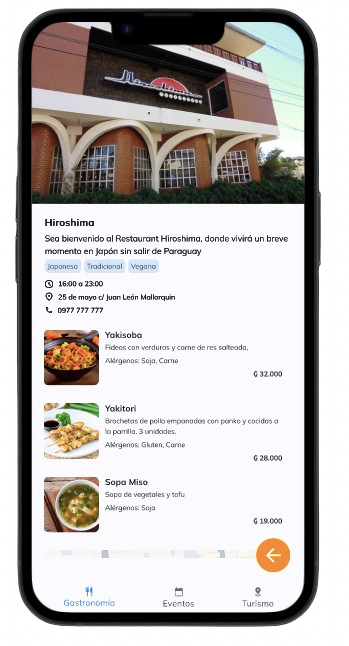 Hiroshima
Hiroshima
Sea bienvenido al Restaurant Hiroshima, donde vivirá un breve
momento en Japón sin salir de Paraguay
Japonesa Tradicional Vegana
16:00 a 23:00
25 de mayo c/ Juan León Mallorquin
0977 777 777
Yakisoba
Fideos con verduras y carne de res salteada,
Alérgenos: Soja, Carne
₲ 32.000
Yakitori
Brochetas de pollo empanadas con panko y cocidas a
la parrilla. 3 unidades.
Alérgenos: Gluten, Carne
₲ 28.000
Sopa Miso
Sopa de vegetales y tofu
Alérgenos: Soja
₲ 19.000
Gastronomía Eventos Turismo